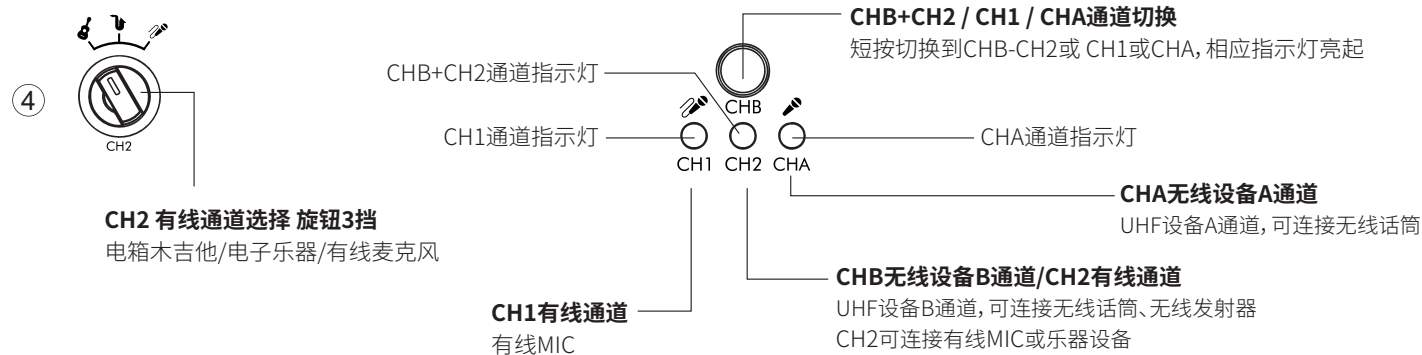 CHB+CH2 / CH1 / CHA通道切换
短按切换到CHB-CH2或 CH1或CHA, 相应指示灯亮起
CHB+CH2通道指示灯
④
CHB
CH1通道指示灯
CHA通道指示灯
CH2
CH1 CH2 CHA
CHA无线设备A通道
UHF设备A通道, 可连接无线话筒
CH2 有线通道选择 旋钮3挡
电箱木吉他/电子乐器/有线麦克风
CHB无线设备B通道/CH2有线通道
UHF设备B通道, 可连接无线话筒、无线发射器
CH2可连接有线MIC或乐器设备
CH1有线通道
有线MIC